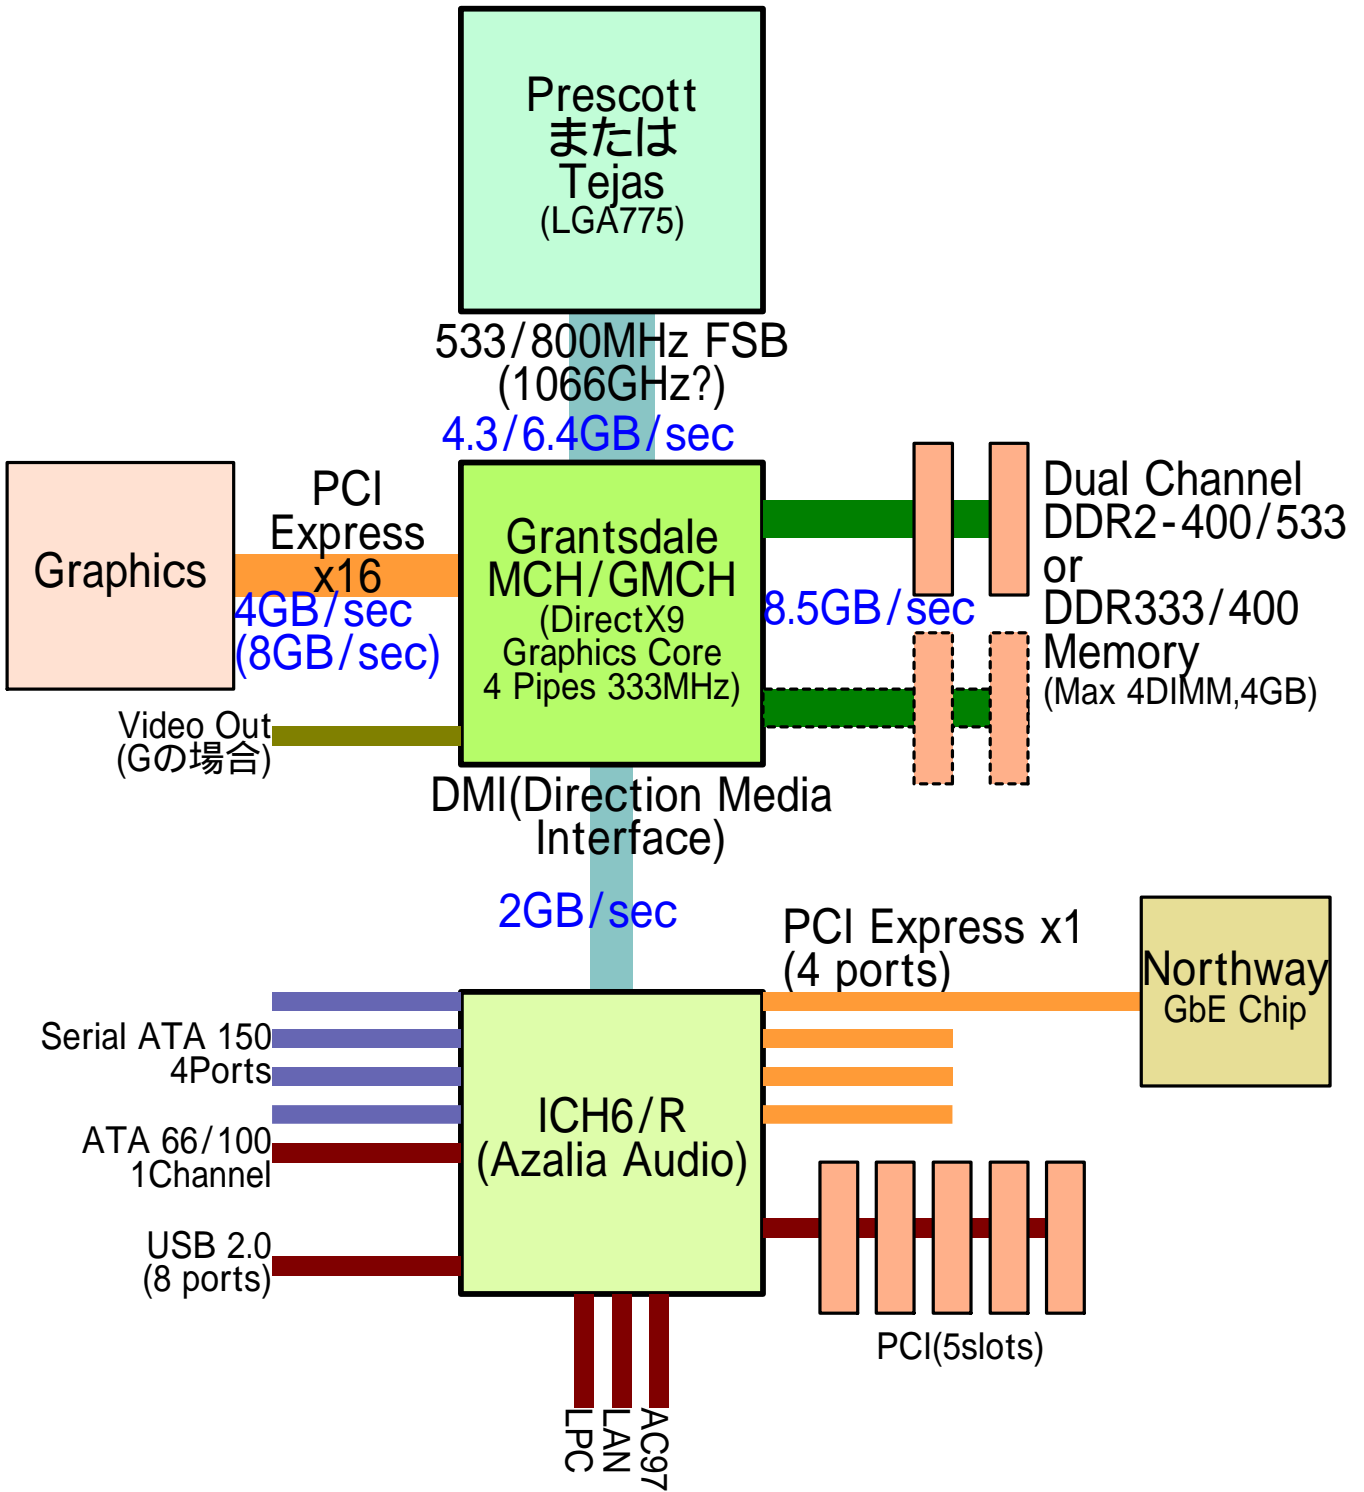 Prescott
または
Tejas
(LGA775)
533/800MHz FSB
(1066GHz?)
4.3/6.4GB/sec
Graphics
PCI
Express
x16
4GB/sec
(8GB/sec)
Grantsdale
MCH/GMCH
(DirectX9
Graphics Core
4 Pipes 333MHz)
8.5GB/sec
Dual Channel
DDR2-400/533
or
DDR333/400
Memory
(Max 4DIMM,4GB)
Video Out
(Gの場合)
DMI(Direction Media
Interface)
2GB/sec
PCI Express x1
(4 ports)
Northway
GbE Chip
Serial ATA 150
4Ports
ATA 66/100
1Channel
USB 2.0
(8 ports)
ICH6/R
(Azalia Audio)
PCI(5slots)
LPC
LAN
AC97